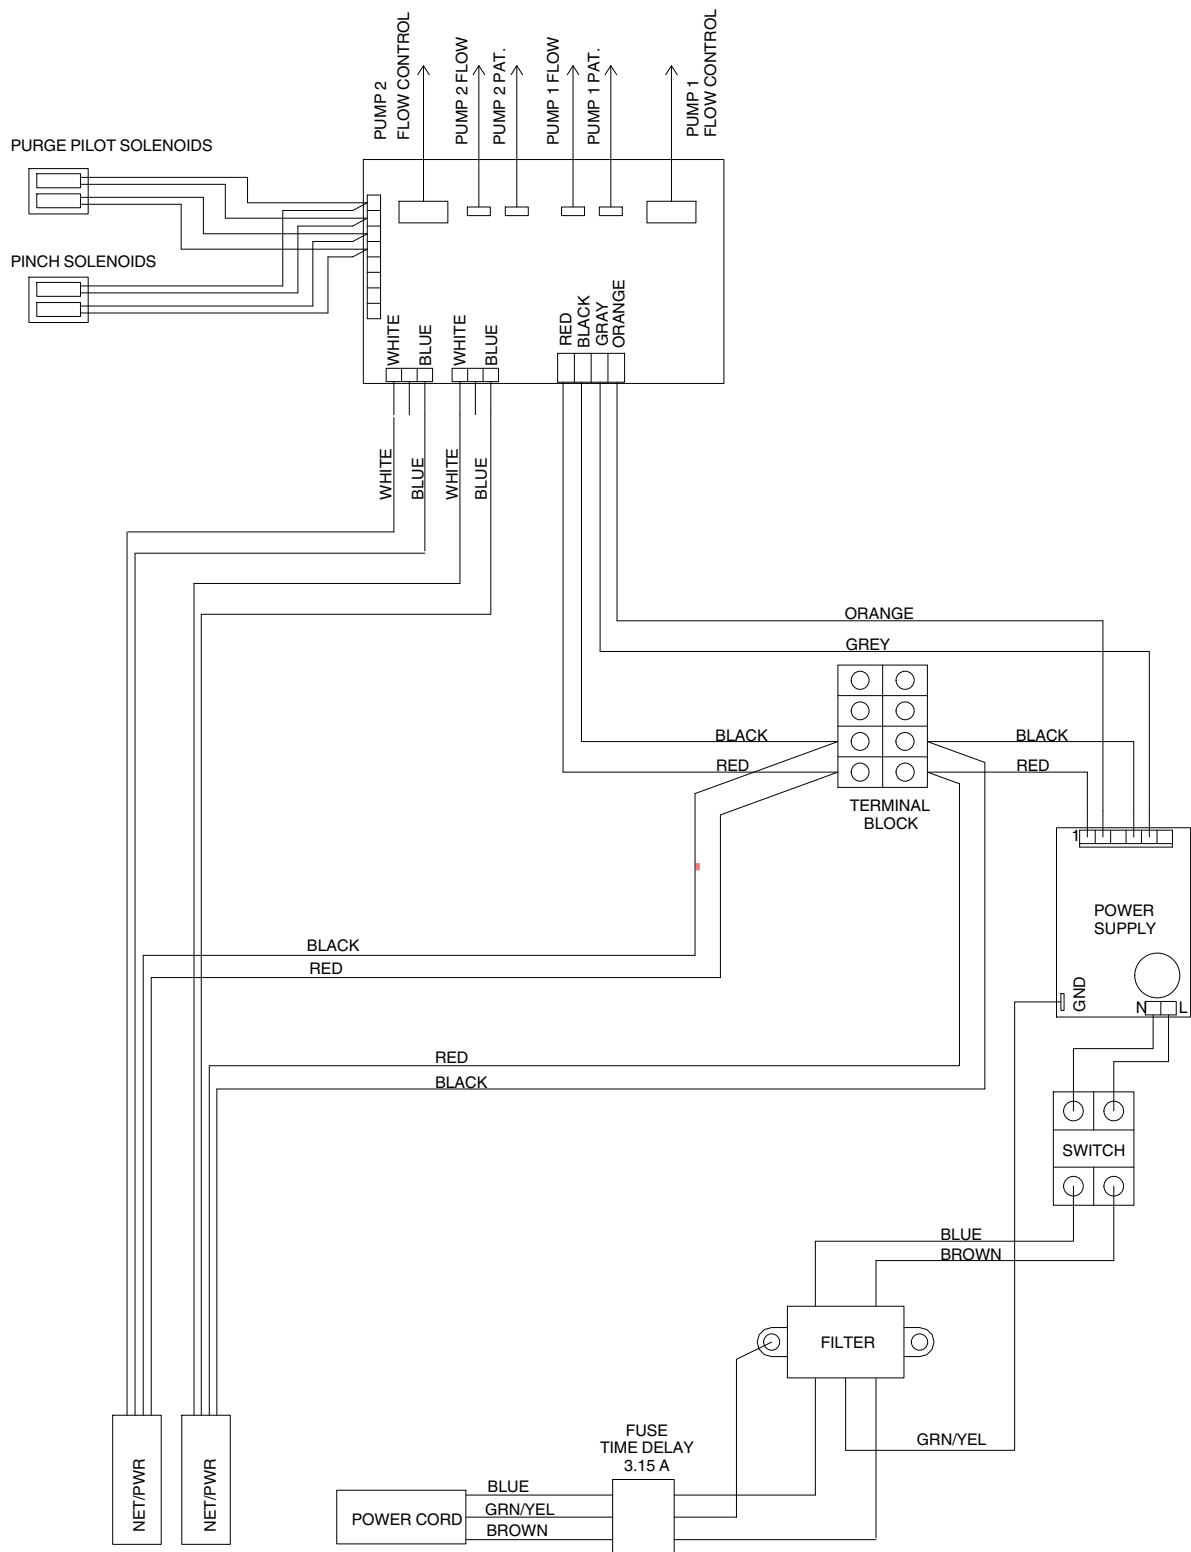 PUMP 2
FLOW CONTROL
PUMP 2 FLOW
PUMP 2 PAT.
PUMP 1 FLOW
PUMP 1 PAT.
PUMP 1
FLOW CONTROL
PURGE PILOT SOLENOIDS
PINCH SOLENOIDS
WHITE
BLUE
WHITE
BLUE
RED
BLACK
GRAY
ORANGE
WHITE
BLUE
WHITE
BLUE
ORANGE
GREY
BLACK
BLACK
RED
RED
TERMINAL
BLOCK
1
POWER
SUPPLY
GND
N
L
BLACK
RED
RED
BLACK
SWITCH
BLUE
BROWN
FILTER
GRN/YEL
FUSE
TIME DELAY
3.15 A
NET/PWR
NET/PWR
POWER CORD
BLUE
GRN/YEL
BROWN